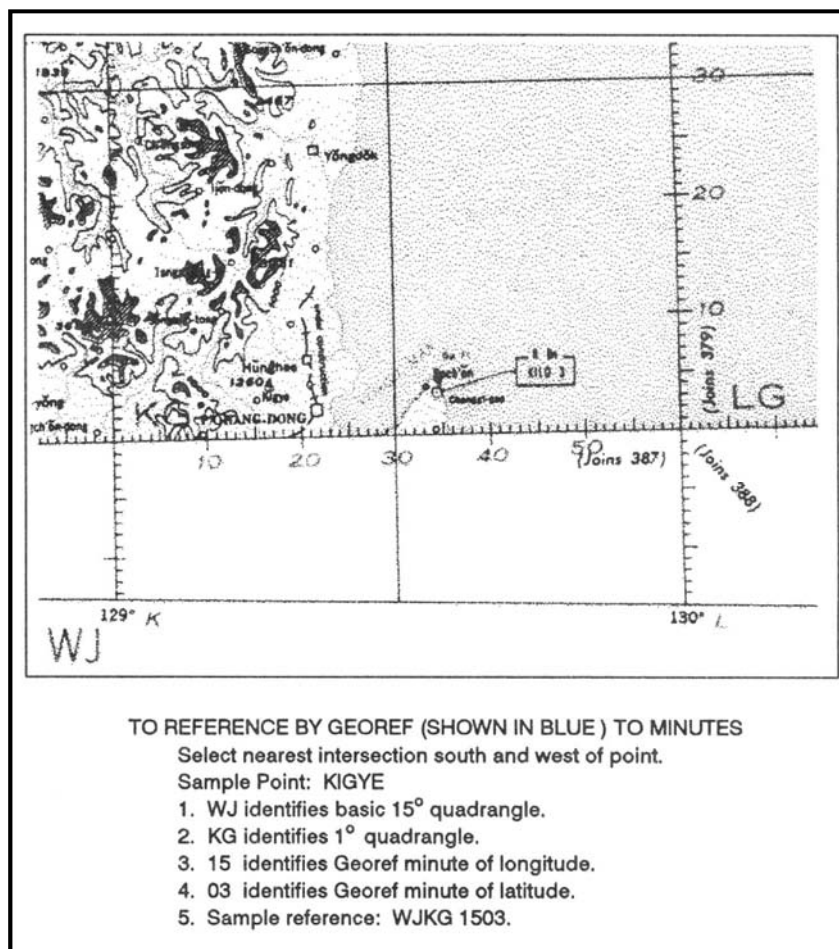 30
Yŏngdŏk
20
10
(Joins 379)
LG
Hŭnghae
1360
Kigye
P'OHANG-DONG
KILO 3
10
20
30
40
50
(Joins 387)
(Joins 388)
129° K
130° L
WJ
TO REFERENCE BY GEOREF (SHOWN IN BLUE ) TO MINUTES
Select nearest intersection south and west of point.
Sample Point: KIGYE
1. WJ identifies basic 15° quadrangle.
2. KG identifies 1° quadrangle.
3. 15 identifies Georef minute of longitude.
4. 03 identifies Georef minute of latitude.
5. Sample reference: WJKG 1503.